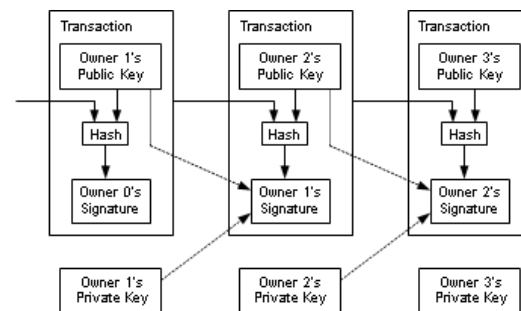 Transaction
Transaction
Transaction
Owner 1's
Public Key
Owner 2's
Public Key
Owner 3's
Public Key
Hash
Hash
Hash
Owner 0's
Signature
Owner 1's
Signature
Owner 2's
Signature
Owner 1's
Private Key
Owner 2's
Private Key
Owner 3's
Private Key